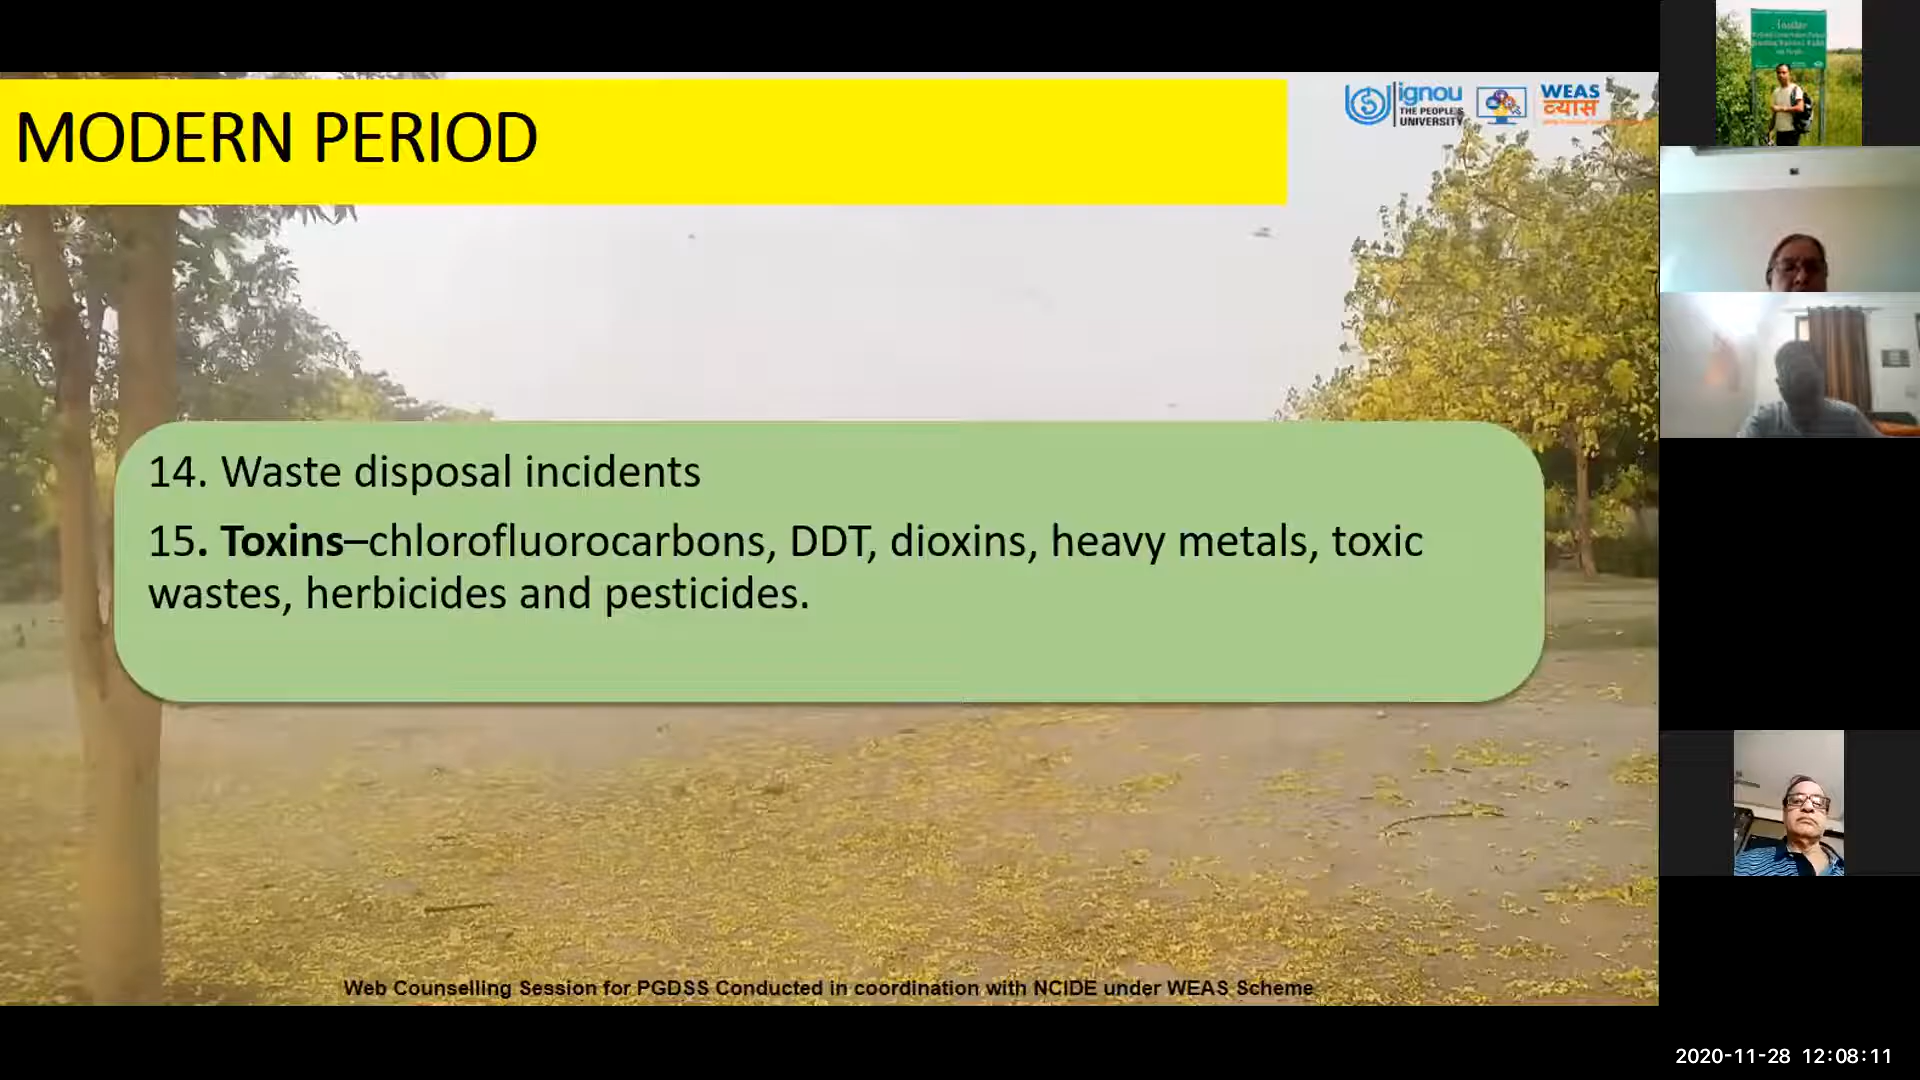 MODERN PERIOD
ignou
THE PEOPLE'S
UNIVERSITY
WEAS
व्यास
14. Waste disposal incidents
15. Toxins–chlorofluorocarbons, DDT, dioxins, heavy metals, toxic
wastes, herbicides and pesticides.
Web Counselling Session for PGDSS Conducted in coordination with NCIDE under WEAS Scheme
2020-11-28 12:08:11